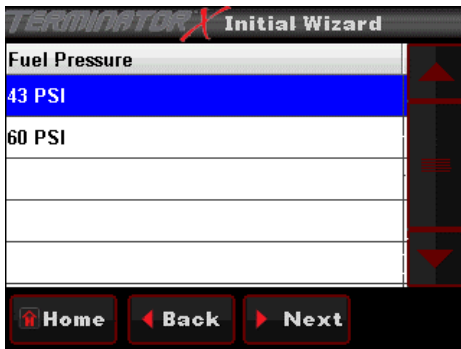 TERMINATOR X Initial Wizard
Fuel Pressure
43 PSI
60 PSI
Home Back Next